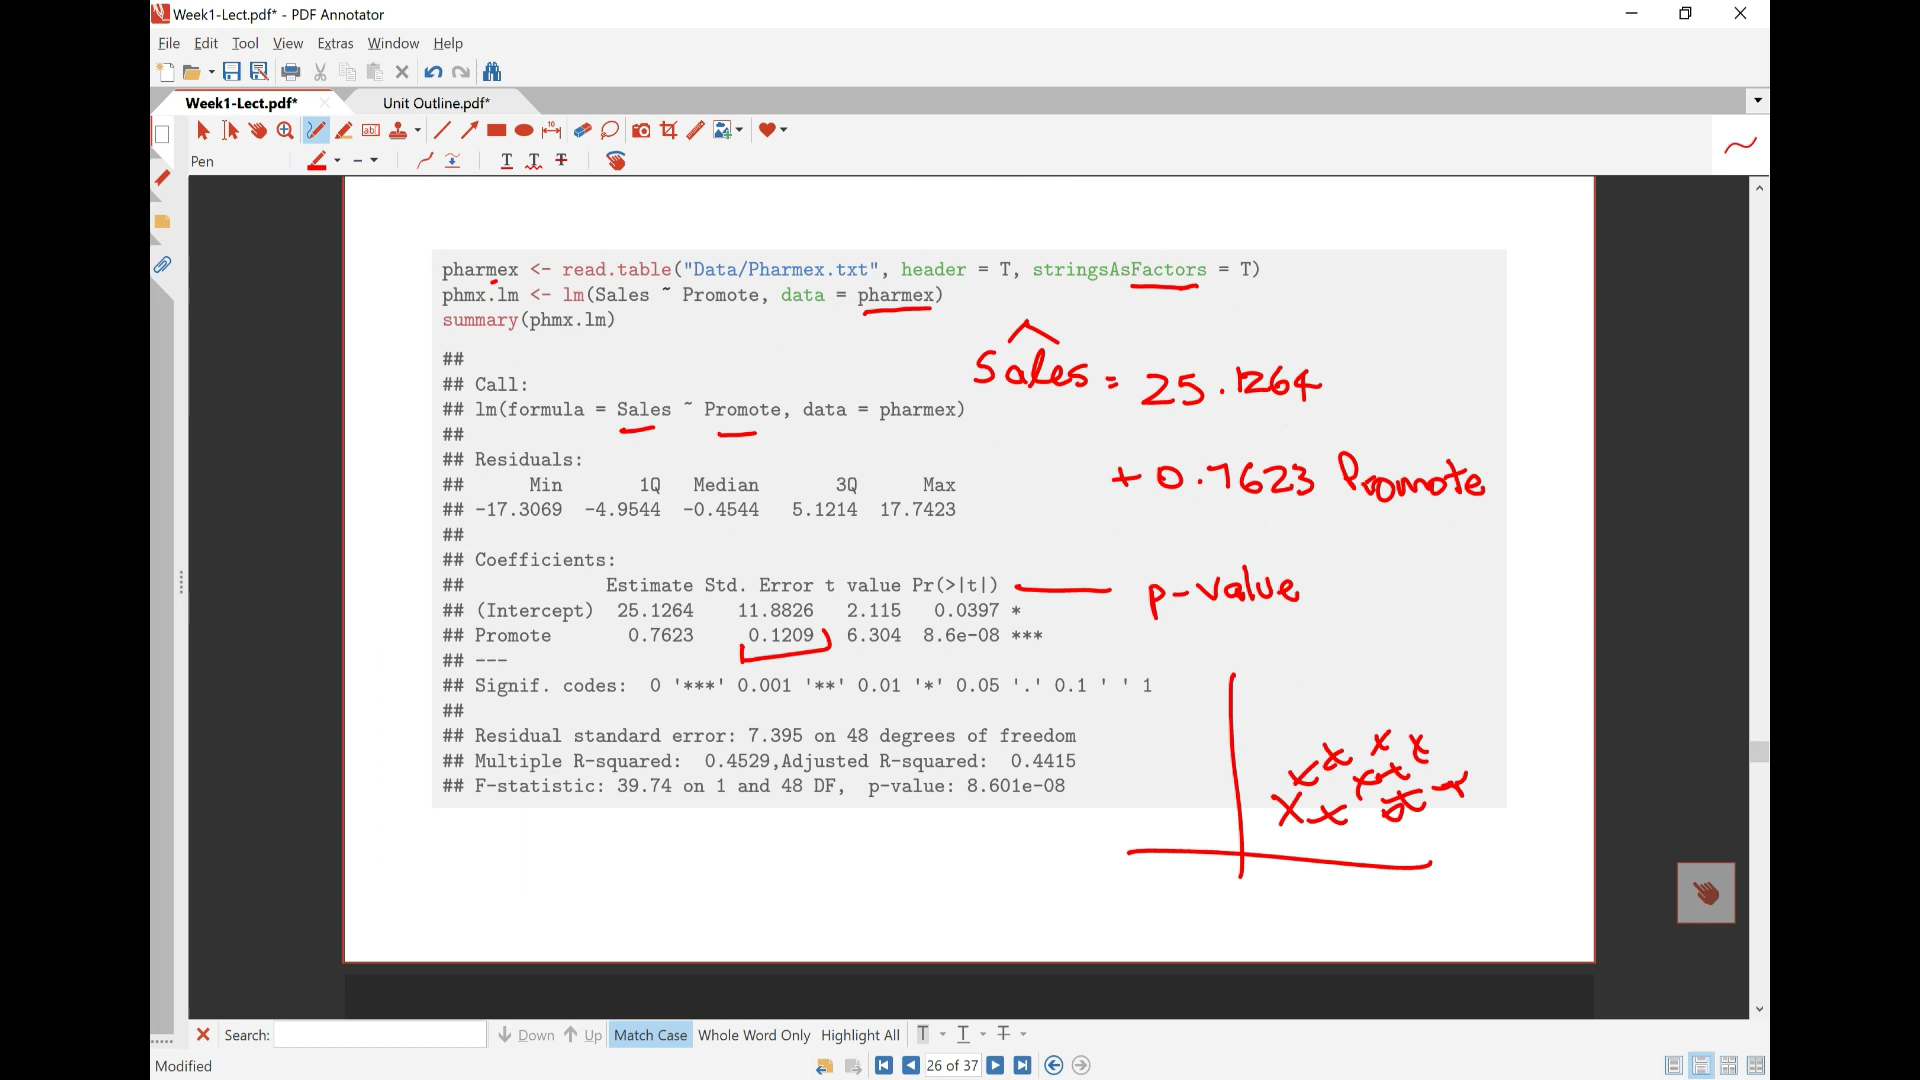 Week1-Lect.pdf* - PDF Annotator
File Edit Tool View Extras Window Help
Week1-Lect.pdf* Unit Outline.pdf*
Pen
pharmex <- read.table("Data/Pharmex.txt", header = T, stringsAsFactors = T)
phmx.lm <- lm(Sales ~ Promote, data = pharmex)
summary(phmx.lm)
##
## Call:
## lm(formula = Sales ~ Promote, data = pharmex)
##
## Residuals:
## Min 1Q Median 3Q Max
## -17.3069 -4.9544 -0.4544 5.1214 17.7423
##
## Coefficients:
## Estimate Std. Error t value Pr(>|t|)
## (Intercept) 25.1264 11.8826 2.115 0.0397 *
## Promote 0.7623 0.1209 6.304 8.6e-08 ***
## ---
## Signif. codes: 0 '***' 0.001 '**' 0.01 '*' 0.05 '.' 0.1 ' ' 1
##
## Residual standard error: 7.395 on 48 degrees of freedom
## Multiple R-squared: 0.4529,Adjusted R-squared: 0.4415
## F-statistic: 39.74 on 1 and 48 DF, p-value: 8.601e-08
Sales = 25.1264
+ 0.7623 Promote
p-value
Search: Down Up Match Case Whole Word Only Highlight All
Modified 26 of 37